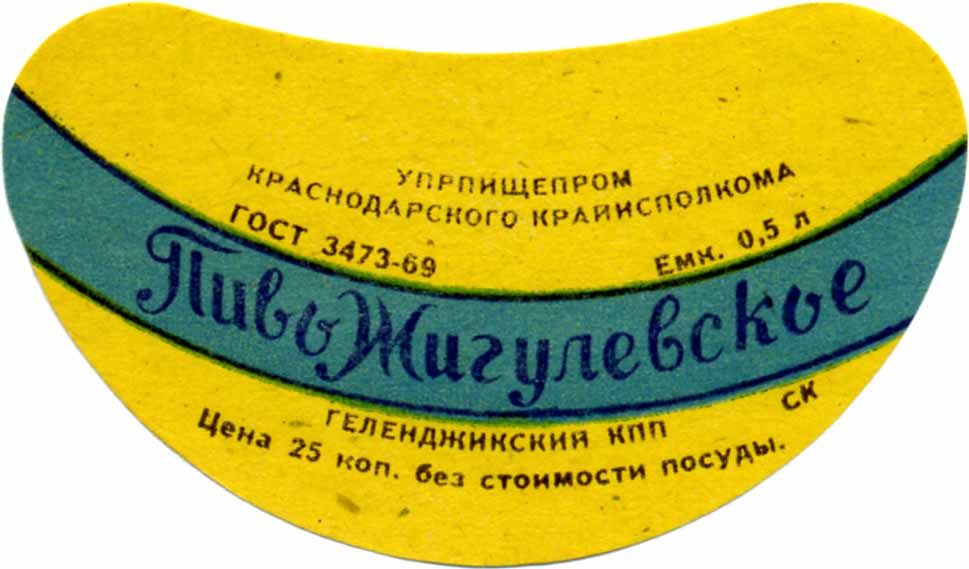 УПРПИЩЕПРОМ
КРАСНОДАРСКОГО КРАЙИСПОЛКОМА
ГОСТ 3473-69 Емк. 0,5 л
Пиво Жигулевское
ГЕЛЕНДЖИКСКИЙ КПП СК
Цена 25 коп. без стоимости посуды.